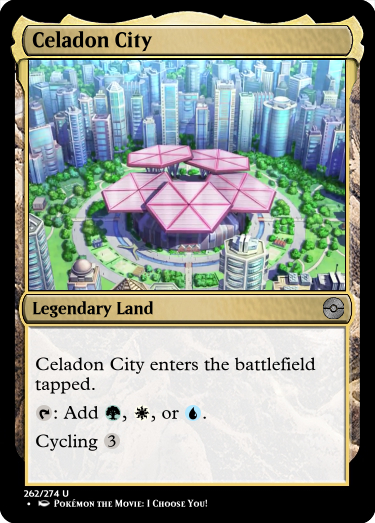 Celadon City
Legendary Land
Celadon City enters the battlefield
tapped.
: Add , , or .
Cycling 3
262/274 U
• Pokémon the Movie: I Choose You!